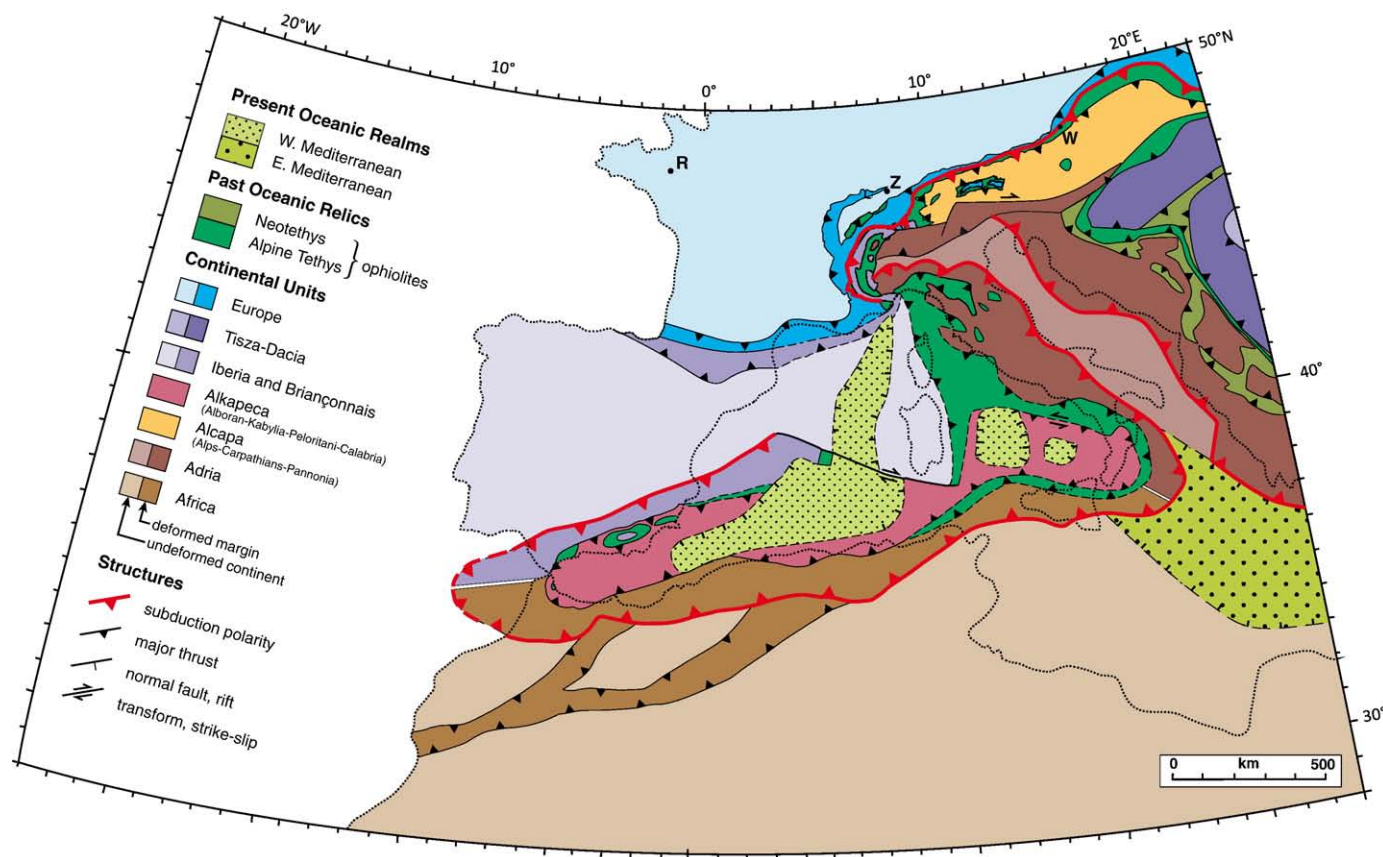 20°W
10°
0°
10°
20°E
50°N
Present Oceanic Realms
W. Mediterranean
E. Mediterranean
Past Oceanic Relics
Neotethys
Alpine Tethys
ophiolites
Continental Units
Europe
Tisza-Dacia
Iberia and Briançonnais
Alkapeca
(Alboran-Kabylia-Peloritani-Calabria)
Alcapa
(Alps-Carpathians-Pannonia)
Adria
Africa
deformed margin
undeformed continent
Structures
subduction polarity
major thrust
normal fault, rift
transform, strike-slip
R
Z
W
40°
30°
0 km 500